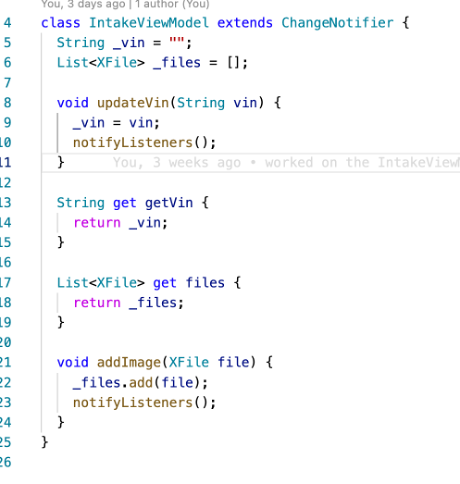 You, 3 days ago | 1 author (You)
4 class IntakeViewModel extends ChangeNotifier {
5 String _vin = "";
6 List<XFile> _files = [];
7
8 void updateVin(String vin) {
9 _vin = vin;
10 notifyListeners();
11 } You, 3 weeks ago • worked on the IntakeView
12
13 String get getVin {
14 return _vin;
15 }
16
17 List<XFile> get files {
18 return _files;
19 }
20
21 void addImage(XFile file) {
22 _files.add(file);
23 notifyListeners();
24 }
25 }
26